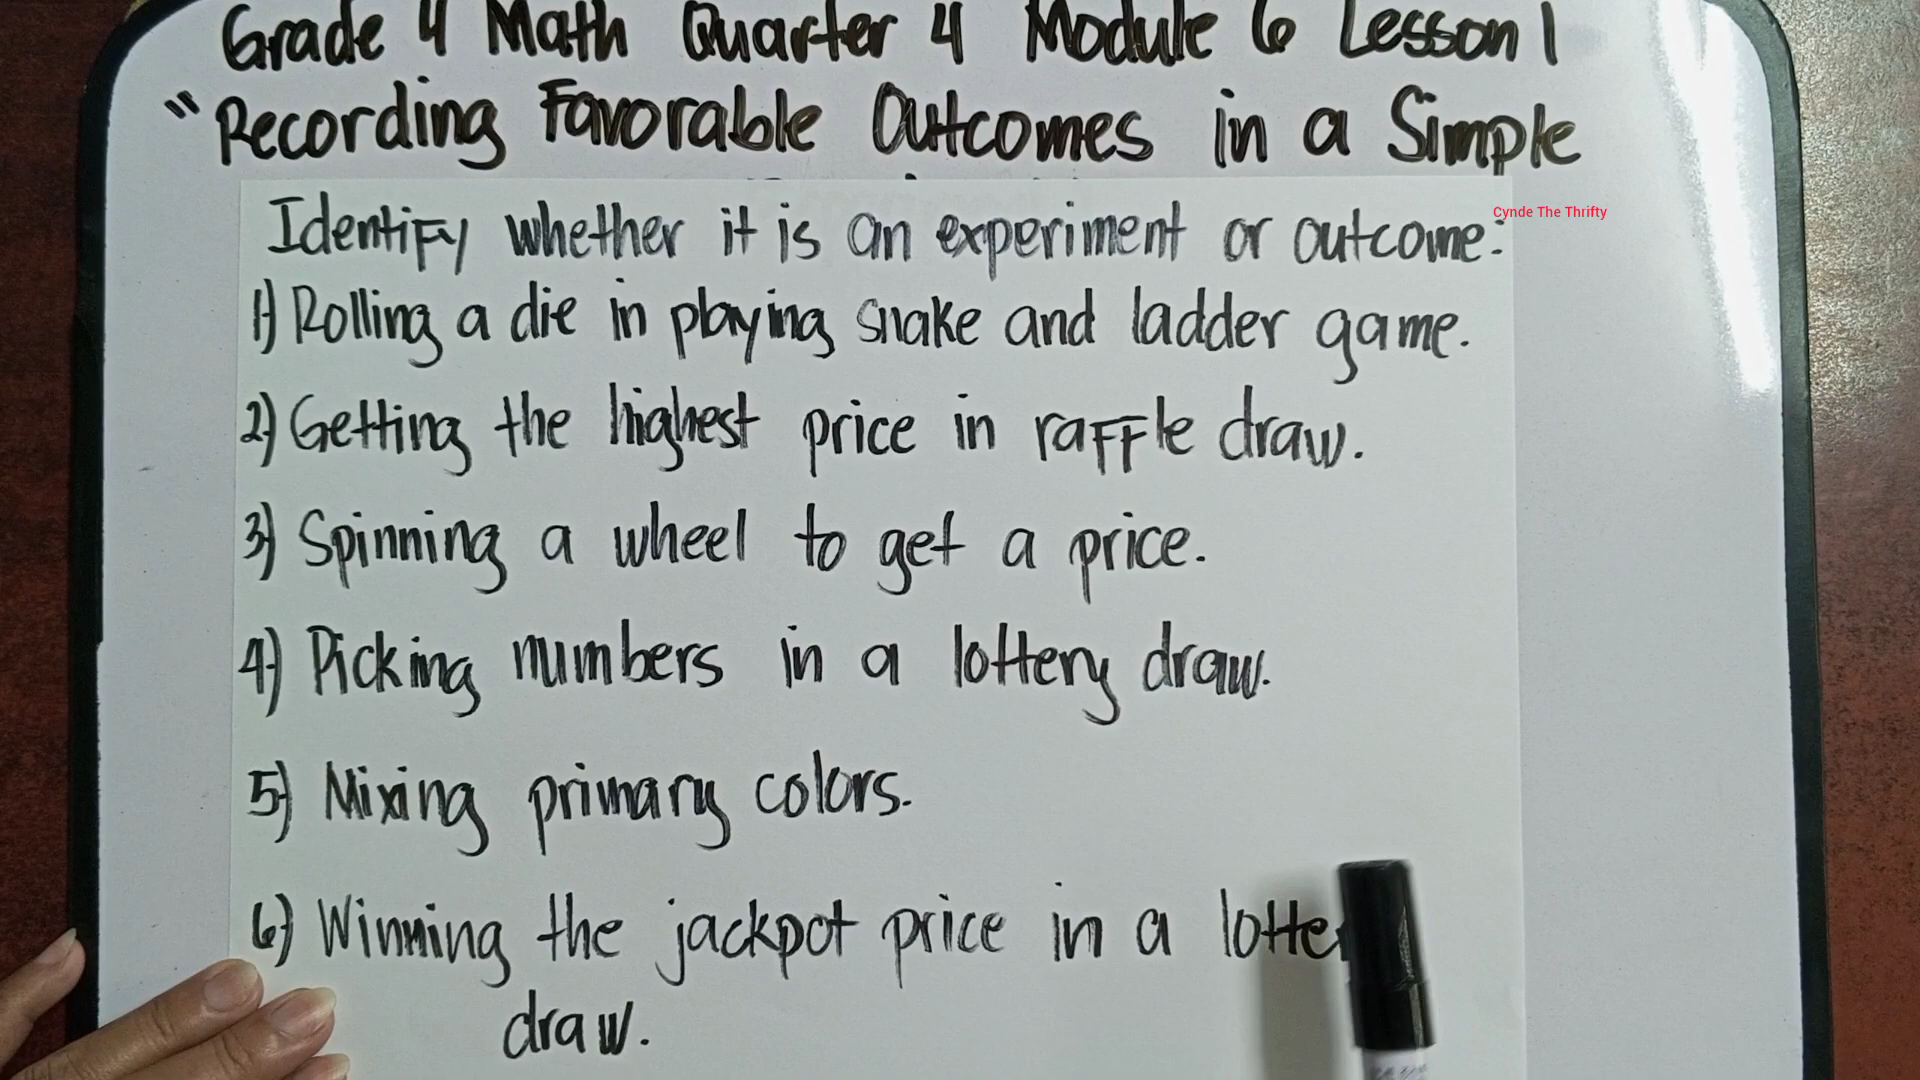 Grade 4 Math Quarter 4 Module 6 Lesson 1
"Recording Favorable Outcomes in a Simple
Cynde The Thrifty
Identify whether it is an experiment or outcome:
1) Rolling a die in playing snake and ladder game.
2) Getting the highest price in raffle draw.
3) Spinning a wheel to get a price.
4) Picking numbers in a lottery draw.
5) Mixing primary colors.
6) Winning the jackpot price in a lotte
draw.